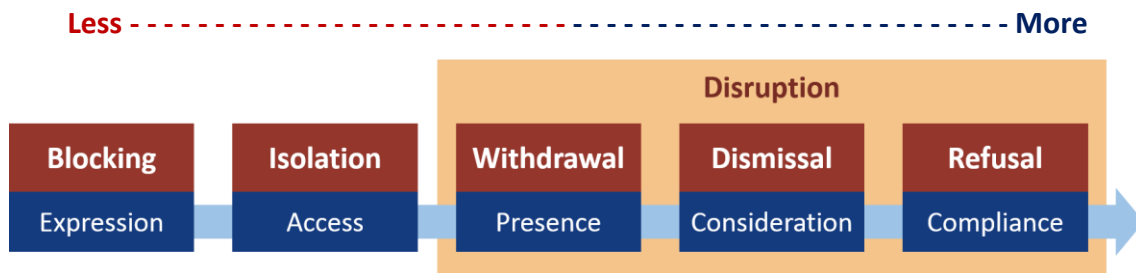 Less - - - - - - - - - - - - - - - - - - - - - - - - - - - - - - - - - - - - - - - - - - - - - - - - - - - - - - - - - - - - More
Disruption
Blocking Isolation Withdrawal Dismissal Refusal
Expression Access Presence Consideration Compliance